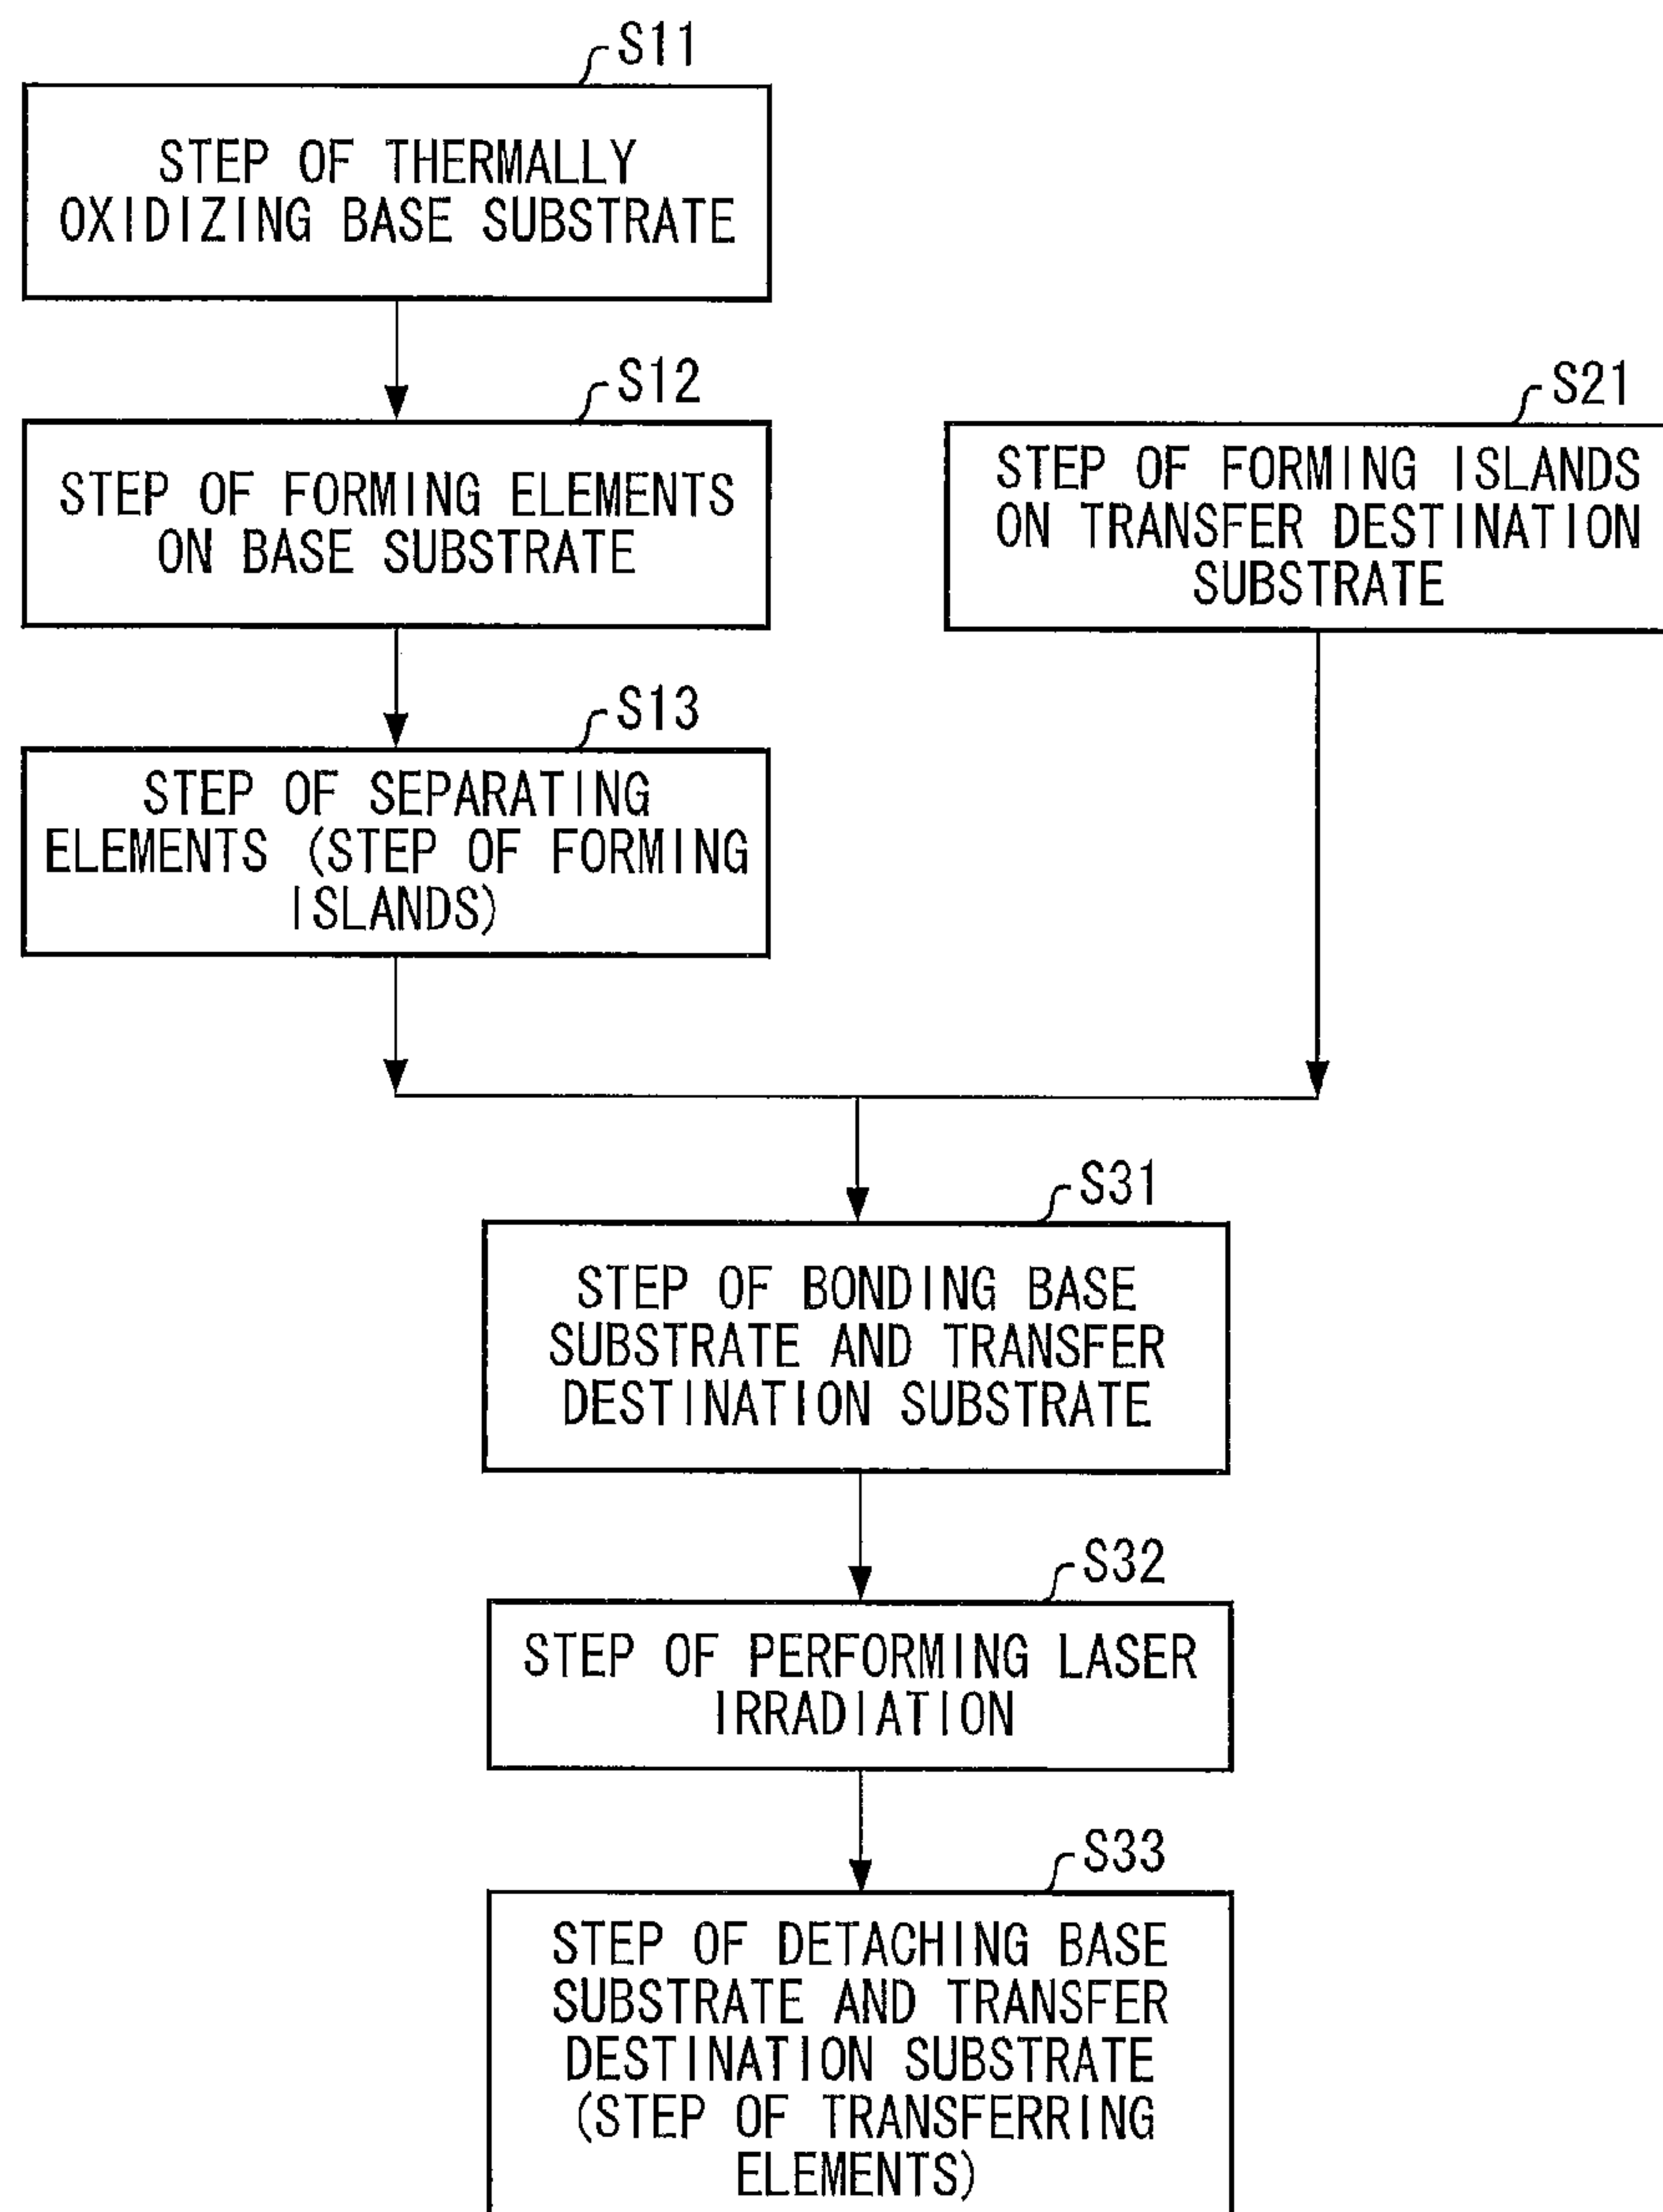 S11
STEP OF THERMALLY
OXIDIZING BASE SUBSTRATE
S12
STEP OF FORMING ELEMENTS
ON BASE SUBSTRATE
S21
STEP OF FORMING ISLANDS
ON TRANSFER DESTINATION
SUBSTRATE
S13
STEP OF SEPARATING
ELEMENTS (STEP OF FORMING
ISLANDS)
S31
STEP OF BONDING BASE
SUBSTRATE AND TRANSFER
DESTINATION SUBSTRATE
S32
STEP OF PERFORMING LASER
IRRADIATION
S33
STEP OF DETACHING BASE
SUBSTRATE AND TRANSFER
DESTINATION SUBSTRATE
(STEP OF TRANSFERRING
ELEMENTS)